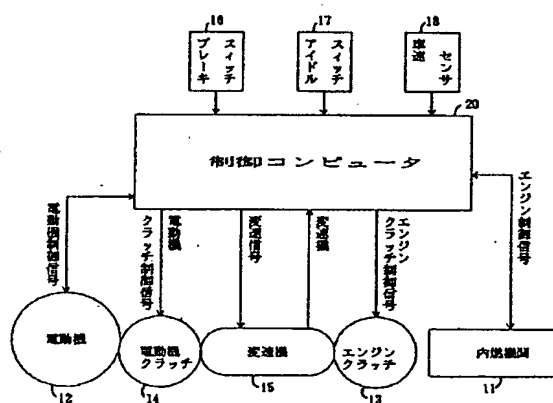 16
ブレーキ
スイッチ
17
アイドル
スイッチ
18
車速
センサ
20
制御コンピュータ
電動機制御信号
電動機
クラッチ制御信号
変速信号
変速機
エンジン
クラッチ制御信号
エンジン制御信号
電動機
12
電動機
クラッチ
14
変速機
15
エンジン
クラッチ
13
内燃機関
11